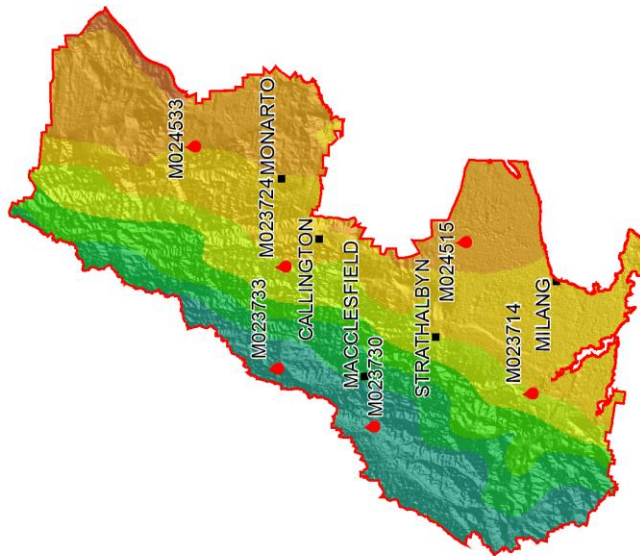 M024533
MONARTO
M023724
CALLINGTON
M023733
MACCLESFIELD
M023730
STRATHALBYN
M024515
M023714
MILANG